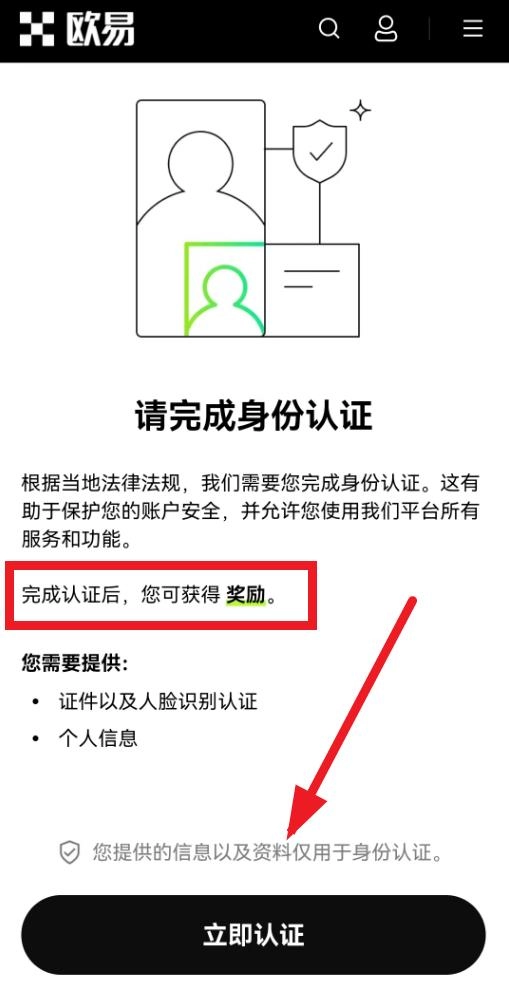 欧易
请完成身份认证
根据当地法律法规，我们需要您完成身份认证。这有
助于保护您的账户安全，并允许您使用我们平台所有
服务和功能。
完成认证后，您可获得 奖励。
您需要提供：
• 证件以及人脸识别认证
• 个人信息
您提供的信息以及资料仅用于身份认证。
立即认证